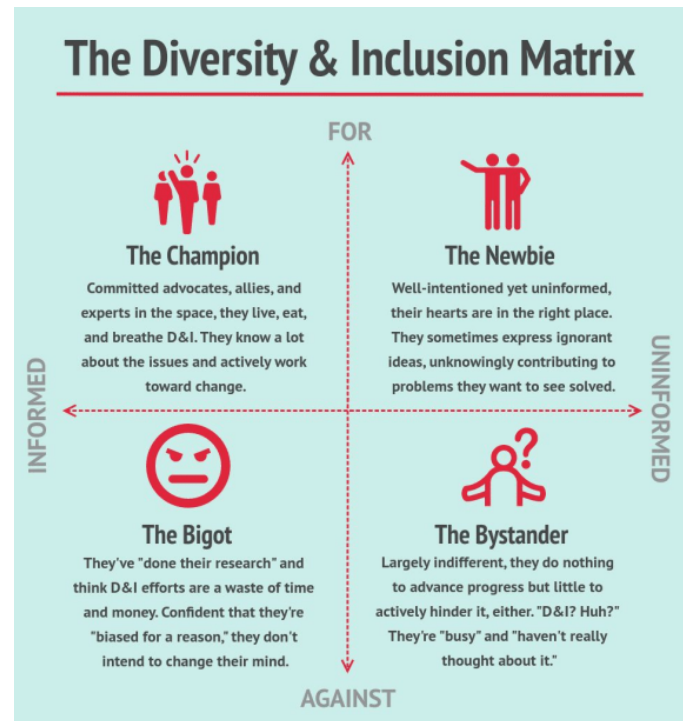 The Diversity & Inclusion Matrix
FOR
The Champion
Committed advocates, allies, and
experts in the space, they live, eat,
and breathe D&I. They know a lot
about the issues and actively work
toward change.
The Newbie
Well-intentioned yet uninformed,
their hearts are in the right place.
They sometimes express ignorant
ideas, unknowingly contributing to
problems they want to see solved.
INFORMED
UNINFORMED
The Bigot
They've "done their research" and
think D&I efforts are a waste of time
and money. Confident that they're
"biased for a reason," they don't
intend to change their mind.
The Bystander
Largely indifferent, they do nothing
to advance progress but little to
actively hinder it, either. "D&I? Huh?"
They're "busy" and "haven't really
thought about it."
AGAINST